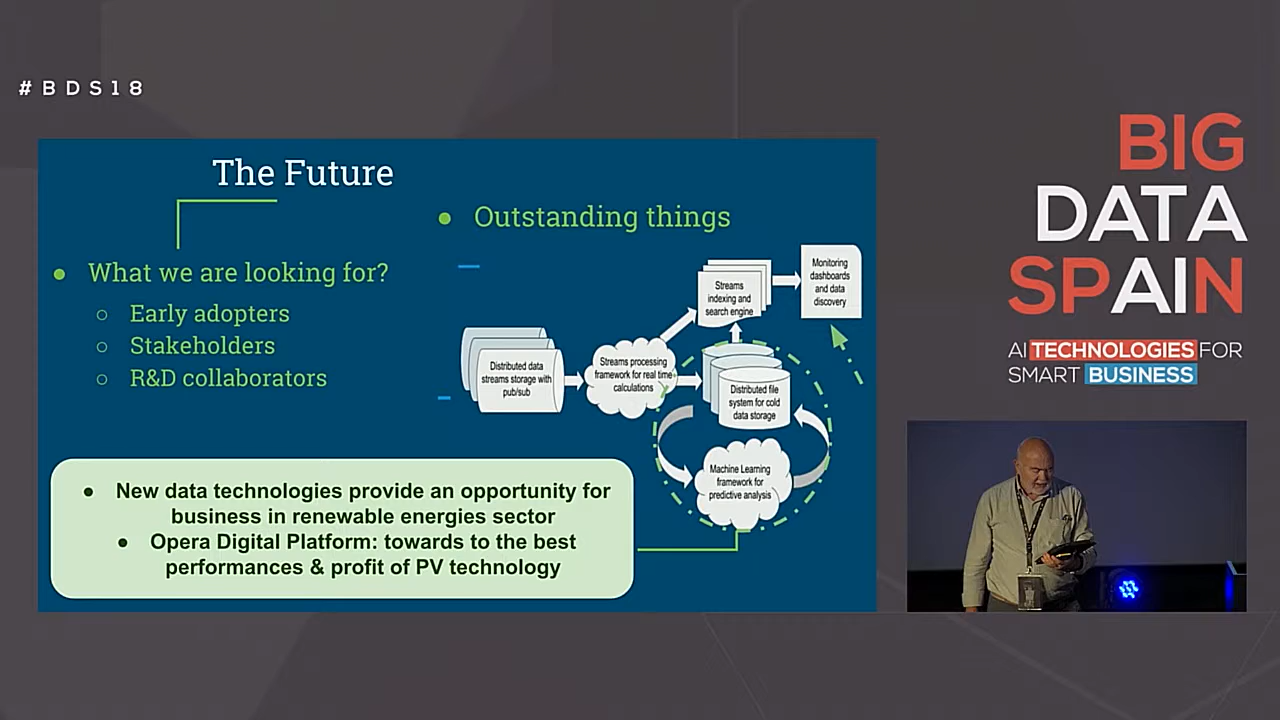 #BDS18
The Future
● What we are looking for?
○ Early adopters
○ Stakeholders
○ R&D collaborators
● Outstanding things
Distributed data
streams storage with
pub/sub
Streams processing
framework for real time
calculations
Streams
indexing and
search engine
Monitoring
dashboards
and data
discovery
Distributed file
system for cold
data storage
Machine Learning
framework for
predictive analysis
● New data technologies provide an opportunity for
business in renewable energies sector
● Opera Digital Platform: towards to the best
performances & profit of PV technology
BIG
DATA
SPAIN
AI TECHNOLOGIES FOR
SMART BUSINESS